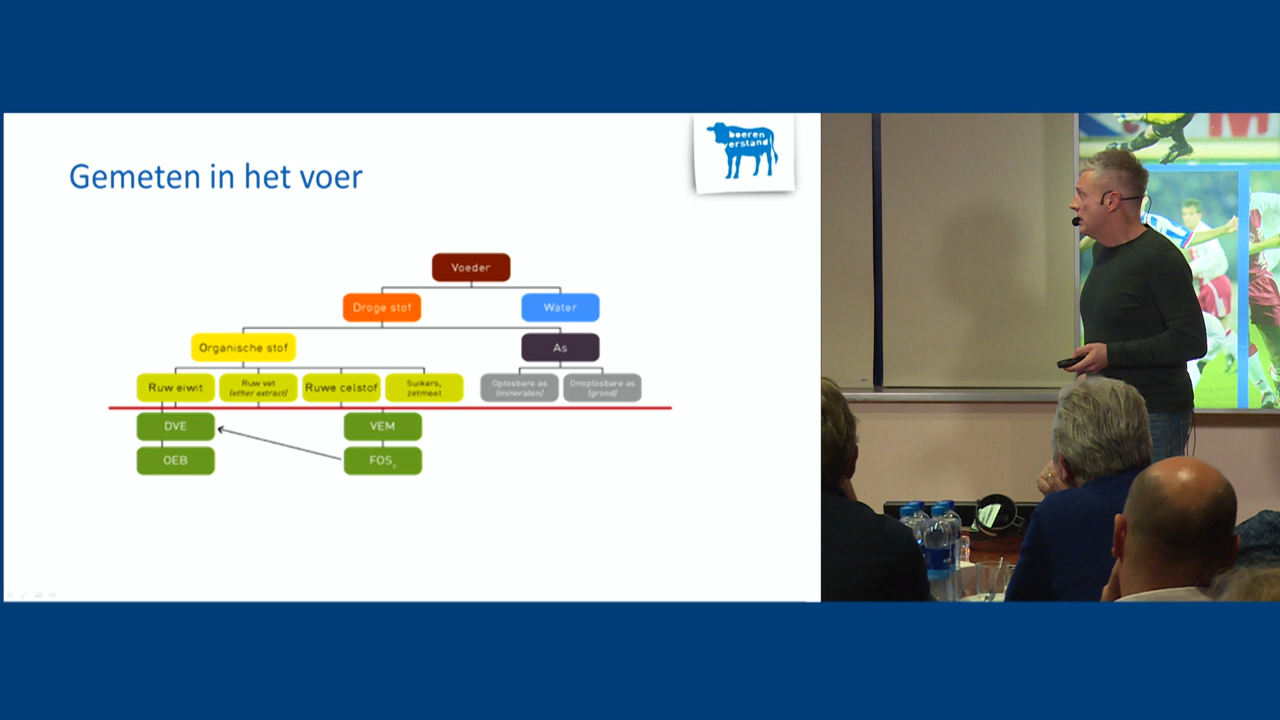 boeren
verstand
Gemeten in het voer
Voeder
Droge stof
Water
Organische stof
As
Ruw eiwit
Ruw vet
(ether extract)
Ruwe celstof
Suikers,
zetmeel
Oplosbare as
(mineralen)
Onoplosbare as
(grond)
DVE
VEM
OEB
FOS